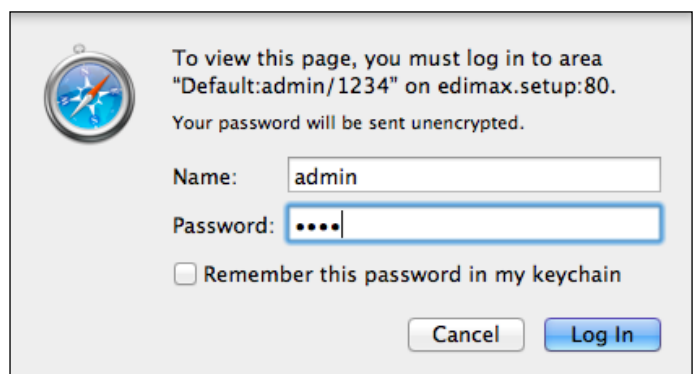 To view this page, you must log in to area
“Default:admin/1234” on edimax.setup:80.
Your password will be sent unencrypted.
Name: admin
Password: ••••
Remember this password in my keychain
Cancel Log In